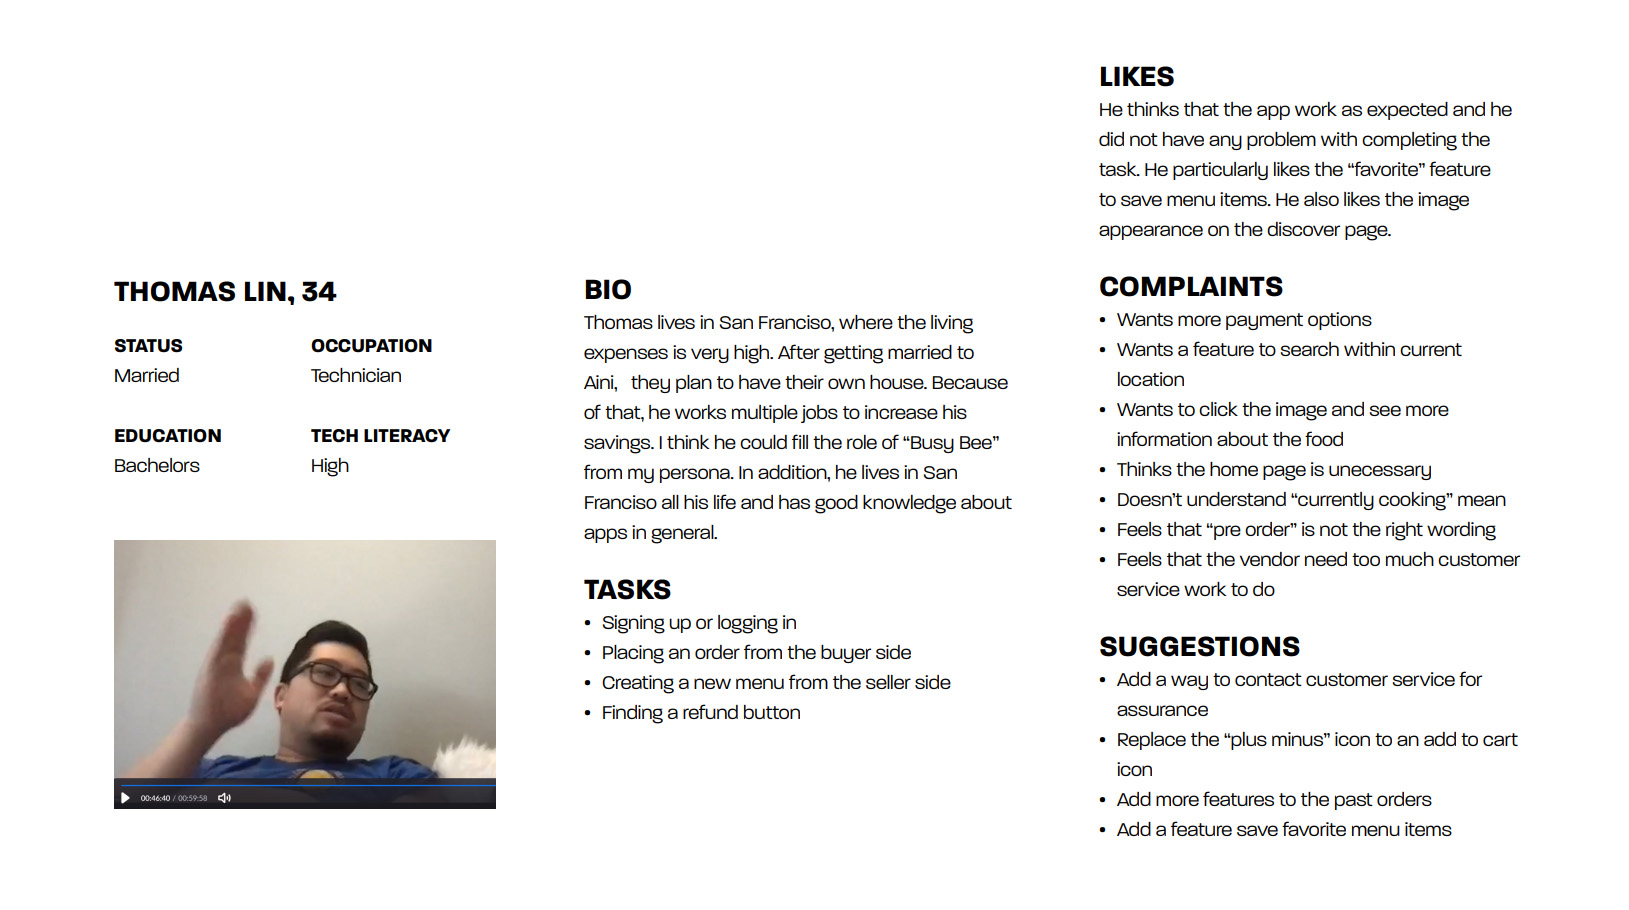 THOMAS LIN, 34
STATUS
Married
OCCUPATION
Technician
EDUCATION
Bachelors
TECH LITERACY
High
00:46:40 / 00:59:58
BIO
Thomas lives in San Franciso, where the living
expenses is very high. After getting married to
Aini, they plan to have their own house. Because
of that, he works multiple jobs to increase his
savings. I think he could fill the role of “Busy Bee”
from my persona. In addition, he lives in San
Franciso all his life and has good knowledge about
apps in general.
TASKS
• Signing up or logging in
• Placing an order from the buyer side
• Creating a new menu from the seller side
• Finding a refund button
LIKES
He thinks that the app work as expected and he
did not have any problem with completing the
task. He particularly likes the “favorite” feature
to save menu items. He also likes the image
appearance on the discover page.
COMPLAINTS
• Wants more payment options
• Wants a feature to search within current
location
• Wants to click the image and see more
information about the food
• Thinks the home page is unecessary
• Doesn’t understand “currently cooking” mean
• Feels that “pre order” is not the right wording
• Feels that the vendor need too much customer
service work to do
SUGGESTIONS
• Add a way to contact customer service for
assurance
• Replace the “plus minus” icon to an add to cart
icon
• Add more features to the past orders
• Add a feature save favorite menu items